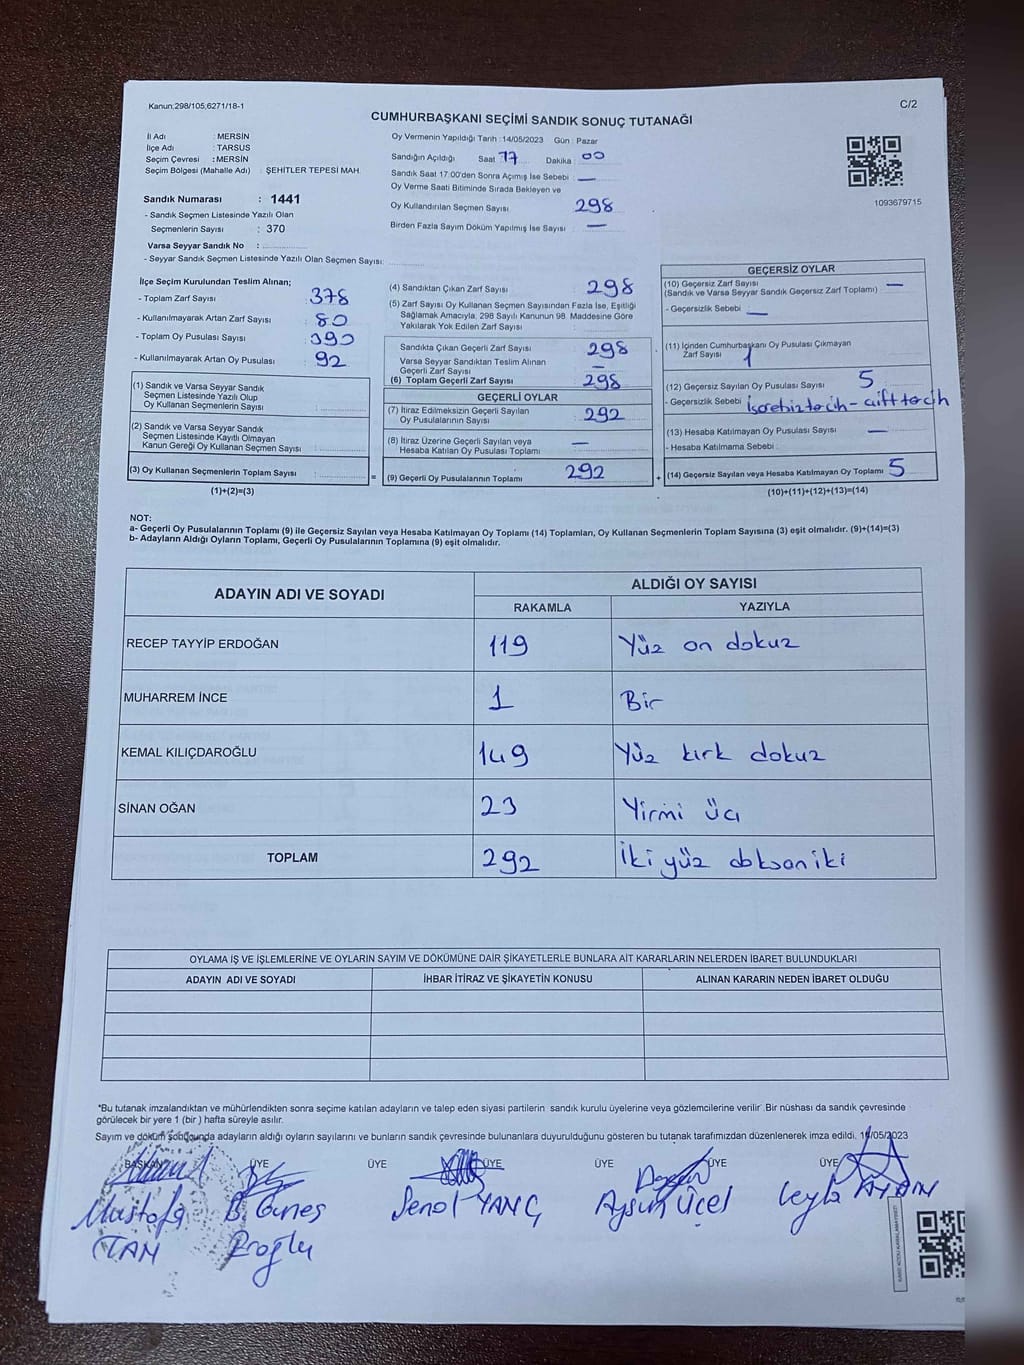 Kanun:298/105,6271/18-1
C/2
CUMHURBAŞKANI SEÇİMİ SANDIK SONUÇ TUTANAĞI
İl Adı : MERSİN
İlçe Adı : TARSUS
Seçim Çevresi : MERSİN
Seçim Bölgesi (Mahalle Adı) : ŞEHİTLER TEPESİ MAH.
Sandık Numarası : 1441
- Sandık Seçmen Listesinde Yazılı Olan
Seçmenlerin Sayısı : 370
Varsa Seyyar Sandık No :
- Seyyar Sandık Seçmen Listesinde Yazılı Olan Seçmen Sayısı:
Oy Vermenin Yapıldığı Tarih :14/05/2023 Gün : Pazar
Sandığın Açıldığı Saat 17 Dakika 00
Sandık Saat 17:00'den Sonra Açılmış İse Sebebi : —
Oy Verme Saati Bitiminde Sırada Bekleyen ve
Oy Kullandırılan Seçmen Sayısı 298
Birden Fazla Sayım Döküm Yapılmış İse Sayısı : —
1093679715
İlçe Seçim Kurulundan Teslim Alınan;
- Toplam Zarf Sayısı : 378
- Kullanılmayarak Artan Zarf Sayısı : 80
- Toplam Oy Pusulası Sayısı : 390
- Kullanılmayarak Artan Oy Pusulası : 92
(1) Sandık ve Varsa Seyyar Sandık
Seçmen Listesinde Yazılı Olup
Oy Kullanan Seçmenlerin Sayısı :
(2) Sandık ve Varsa Seyyar Sandık
Seçmen Listesinde Kayıtlı Olmayan
Kanun Gereği Oy Kullanan Seçmen Sayısı :
(3) Oy Kullanan Seçmenlerin Toplam Sayısı : =
(1)+(2)=(3)
(4) Sandıktan Çıkan Zarf Sayısı : 298
(5) Zarf Sayısı Oy Kullanan Seçmen Sayısından Fazla İse, Eşitliği
Sağlamak Amacıyla, 298 Sayılı Kanunun 98. Maddesine Göre
Yakılarak Yok Edilen Zarf Sayısı :
Sandıkta Çıkan Geçerli Zarf Sayısı : 298
Varsa Seyyar Sandıktan Teslim Alınan
Geçerli Zarf Sayısı : —
(6) Toplam Geçerli Zarf Sayısı : 298
GEÇERLİ OYLAR
(7) İtiraz Edilmeksizin Geçerli Sayılan
Oy Pusulalarının Sayısı : 292
(8) İtiraz Üzerine Geçerli Sayılan veya
Hesaba Katılan Oy Pusulası Toplamı : —
(9) Geçerli Oy Pusulalarının Toplamı : 292 +
GEÇERSİZ OYLAR
(10) Geçersiz Zarf Sayısı : —
(Sandık ve Varsa Seyyar Sandık Geçersiz Zarf Toplamı)
- Geçersizlik Sebebi : —
(11) İçinden Cumhurbaşkanı Oy Pusulası Çıkmayan
Zarf Sayısı : 1
(12) Geçersiz Sayılan Oy Pusulası Sayısı : 5
- Geçersizlik Sebebi : İşaretsiz tercih - çift tercih
(13) Hesaba Katılmayan Oy Pusulası Sayısı : —
- Hesaba Katılmama Sebebi :
(14) Geçersiz Sayılan veya Hesaba Katılmayan Oy Toplamı : 5
(10)+(11)+(12)+(13)=(14)
NOT:
a- Geçerli Oy Pusulalarının Toplamı (9) ile Geçersiz Sayılan veya Hesaba Katılmayan Oy Toplamı (14) Toplamları, Oy Kullanan Seçmenlerin Toplam Sayısına (3) eşit olmalıdır. (9)+(14)=(3)
b- Adayların Aldığı Oyların Toplamı, Geçerli Oy Pusulalarının Toplamına (9) eşit olmalıdır.
ADAYIN ADI VE SOYADI
ALDIĞI OY SAYISI
RAKAMLA YAZIYLA
RECEP TAYYİP ERDOĞAN 119 Yüz on dokuz
MUHARREM İNCE 1 Bir
KEMAL KILIÇDAROĞLU 149 Yüz kırk dokuz
SİNAN OĞAN 23 Yirmi üç
TOPLAM 292 İki yüz doksan iki
OYLAMA İŞ VE İŞLEMLERİNE VE OYLARIN SAYIM VE DÖKÜMÜNE DAİR ŞİKAYETLERLE BUNLARA AİT KARARLARIN NELERDEN İBARET BULUNDUKLARI
ADAYIN ADI VE SOYADI İHBAR İTİRAZ VE ŞİKAYETİN KONUSU ALINAN KARARIN NEDEN İBARET OLDUĞU
*Bu tutanak imzalandıktan ve mühürlendikten sonra seçime katılan adayların ve talep eden siyasi partilerin sandık kurulu üyelerine veya gözlemcilerine verilir. Bir nüshası da sandık çevresinde
görülecek bir yere 1 (bir) hafta süreyle asılır.
Sayım ve döküm sonucunda adayların aldığı oyların sayılarını ve bunların sandık çevresinde bulunanlara duyurulduğunu gösteren bu tutanak tarafımızdan düzenlenerek imza edildi. 14/05/2023
BAŞKAN ÜYE ÜYE ÜYE ÜYE ÜYE ÜYE
Mustafa B. Güneş Şenol YANÇ Aysun Üçel Leyla AYDIN
TAN Eroğlu